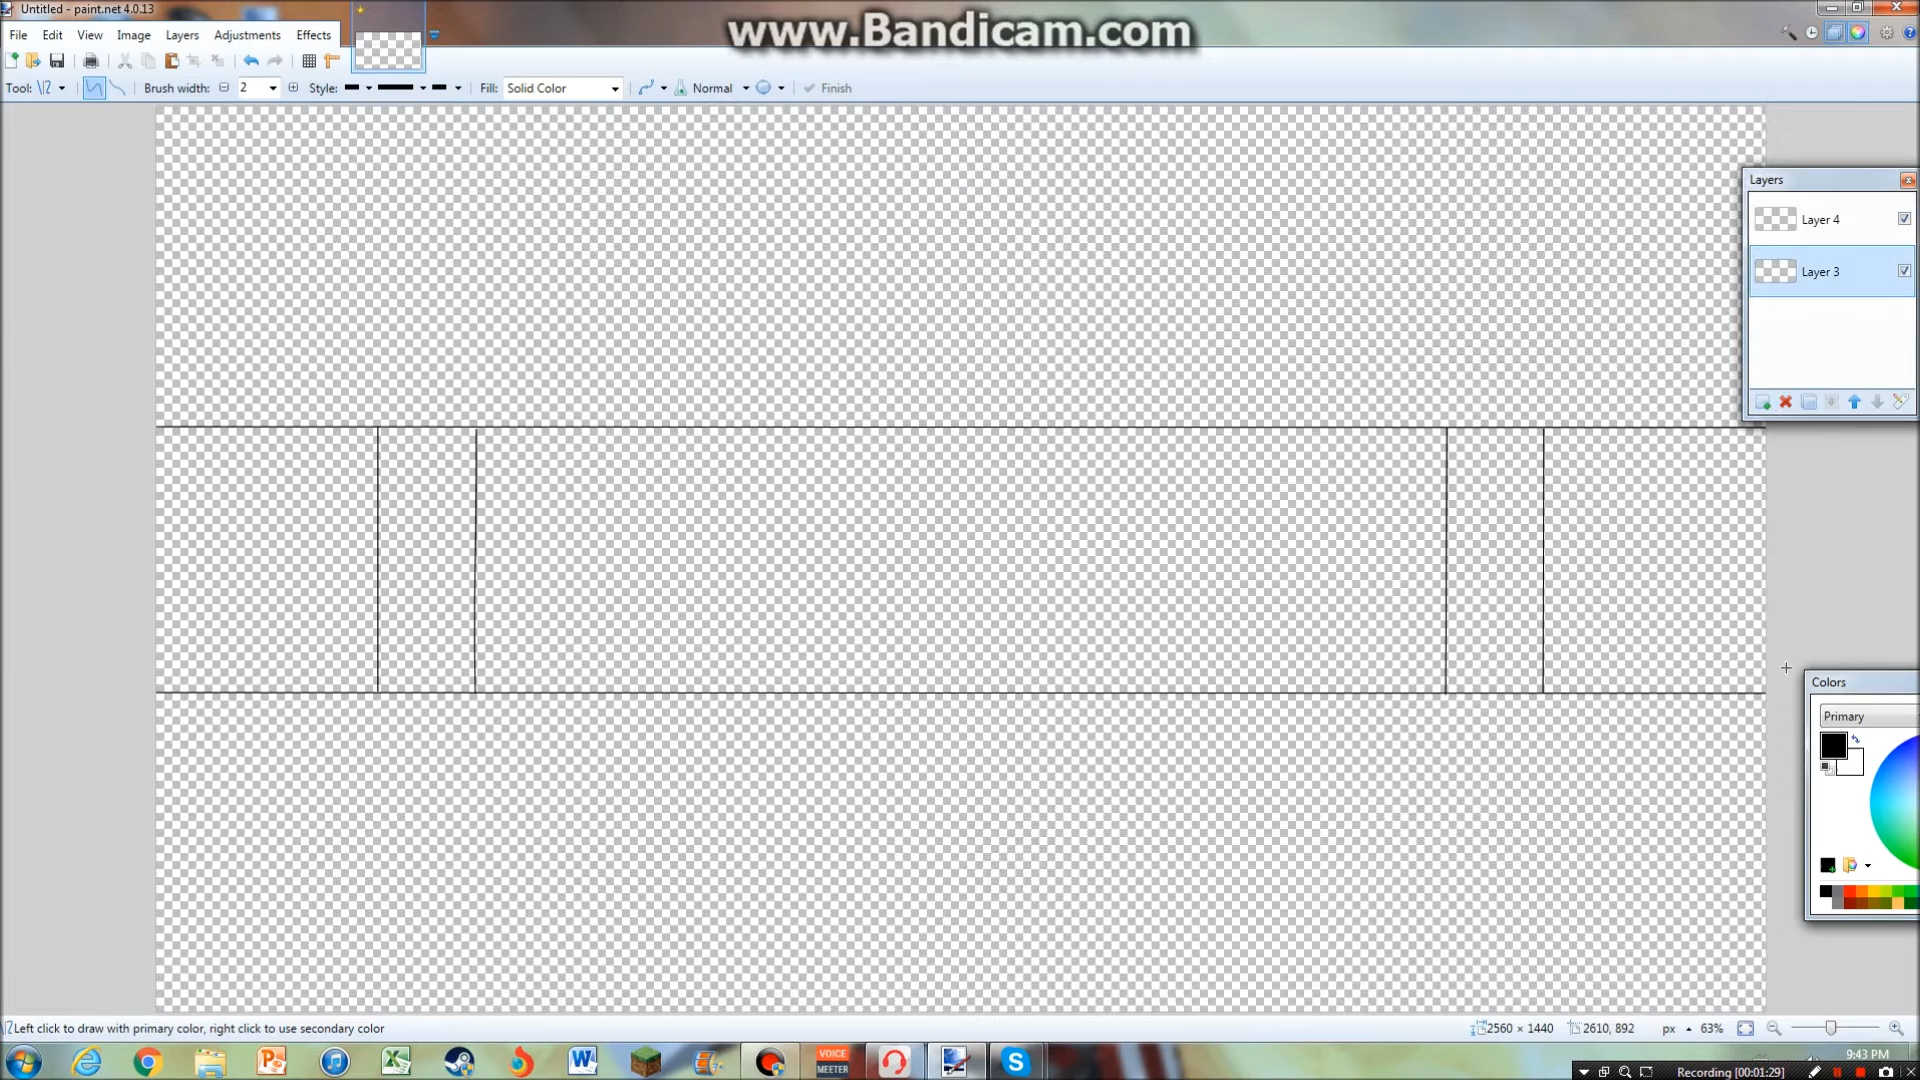 Untitled - paint.net 4.0.13
www.Bandicam.com
File Edit View Image Layers Adjustments Effects
Tool: Brush width: 2 Style: Fill: Solid Color Normal Finish
Layers
Layer 4
Layer 3
Colors
Primary
Left click to draw with primary color, right click to use secondary color
2560 × 1440 2610, 892 px 63%
VOICE
MEETER
9:43 PM
Recording [00:01:29]